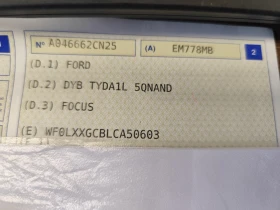 Nº A046662CN25 (A) EM778MB 2
(D.1) FORD
(D.2) DYB TYDA1L 5QNAND
(D.3) FOCUS
(E) WF0LXXGCBLCA50603